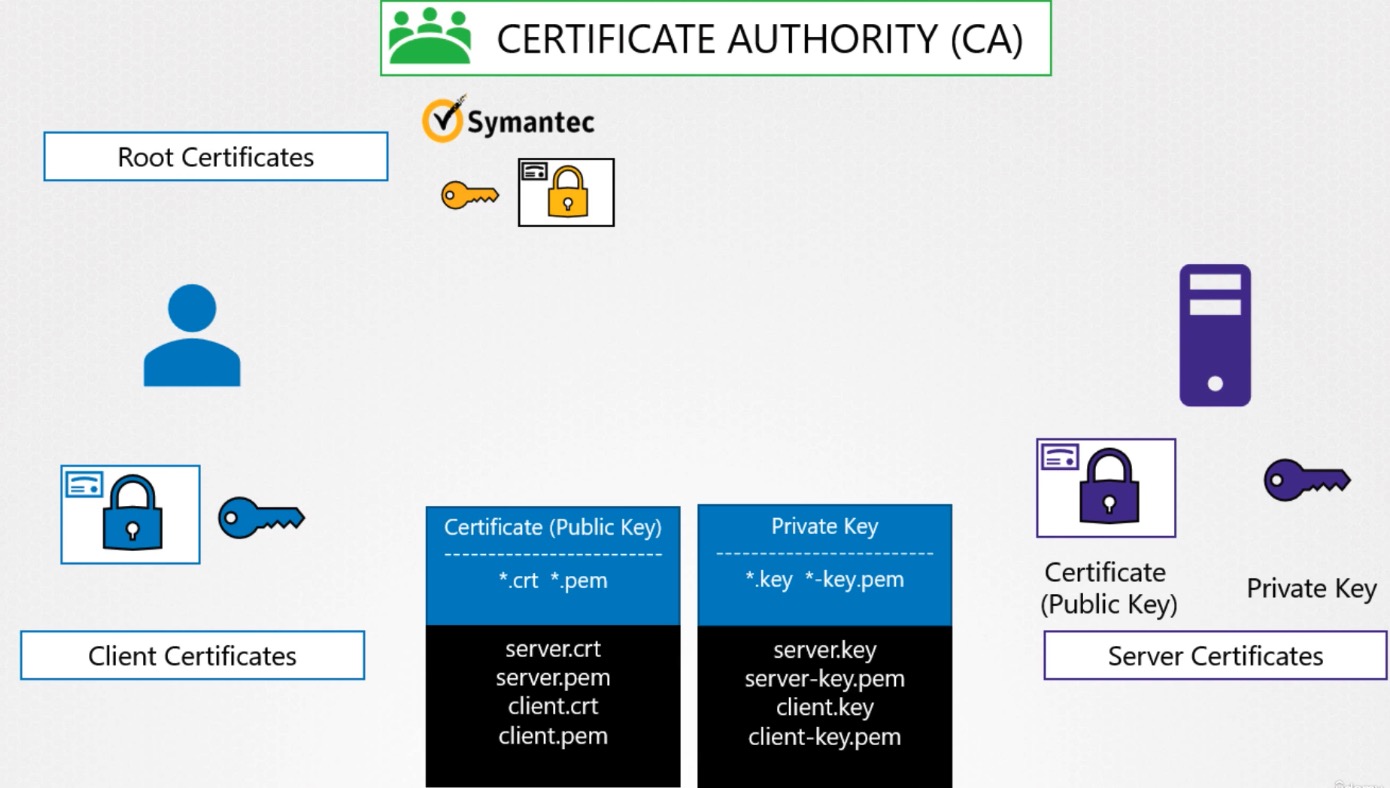 CERTIFICATE AUTHORITY (CA)
Symantec
Root Certificates
Certificate (Public Key)
-------------------------
*.crt *.pem
server.crt
server.pem
client.crt
client.pem
Private Key
-------------------------
*.key *-key.pem
server.key
server-key.pem
client.key
client-key.pem
Certificate
(Public Key)
Private Key
Client Certificates
Server Certificates